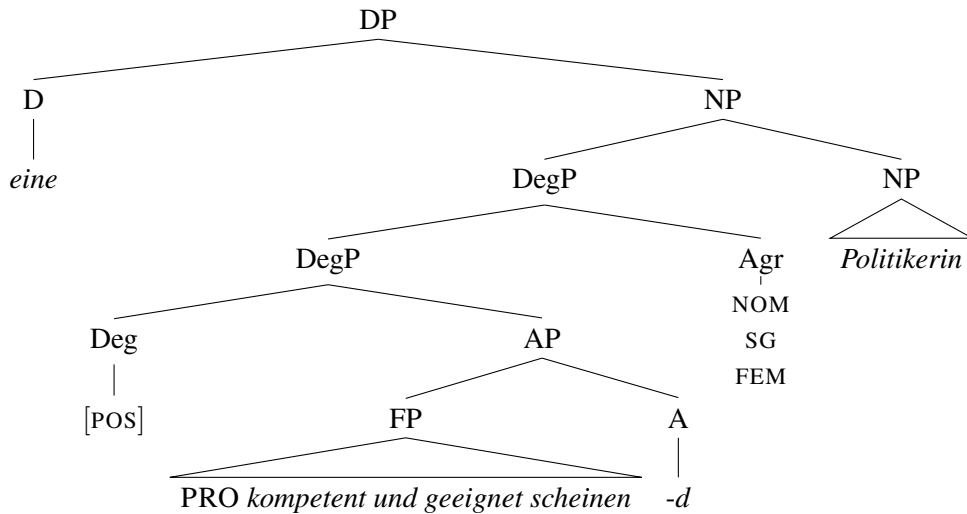 DP
D NP
eine DegP NP
DegP Agr Politikerin
NOM
Deg AP SG
FEM
[POS] FP A
PRO kompetent und geeignet scheinen -d